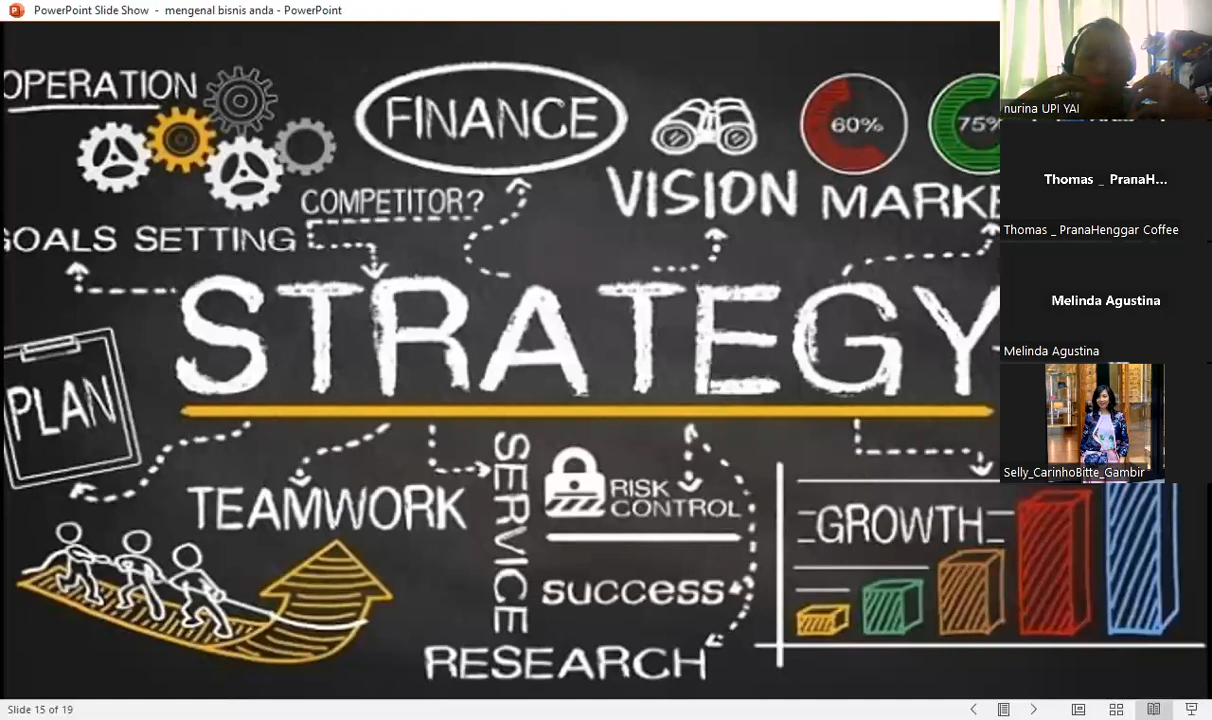 PowerPoint Slide Show - mengenal bisnis anda - PowerPoint
OPERATION
FINANCE
60%
75%
COMPETITOR?
VISION
MARKE
GOALS SETTING
STRATEGY
PLAN
TEAMWORK
SERVICE
RISK
CONTROL
success
RESEARCH
GROWTH
nurina UPI YAI
Thomas _ PranaH...
Thomas _ PranaHenggar Coffee
Melinda Agustina
Melinda Agustina
Selly_CarinhoBitte_Gambir
Slide 15 of 19